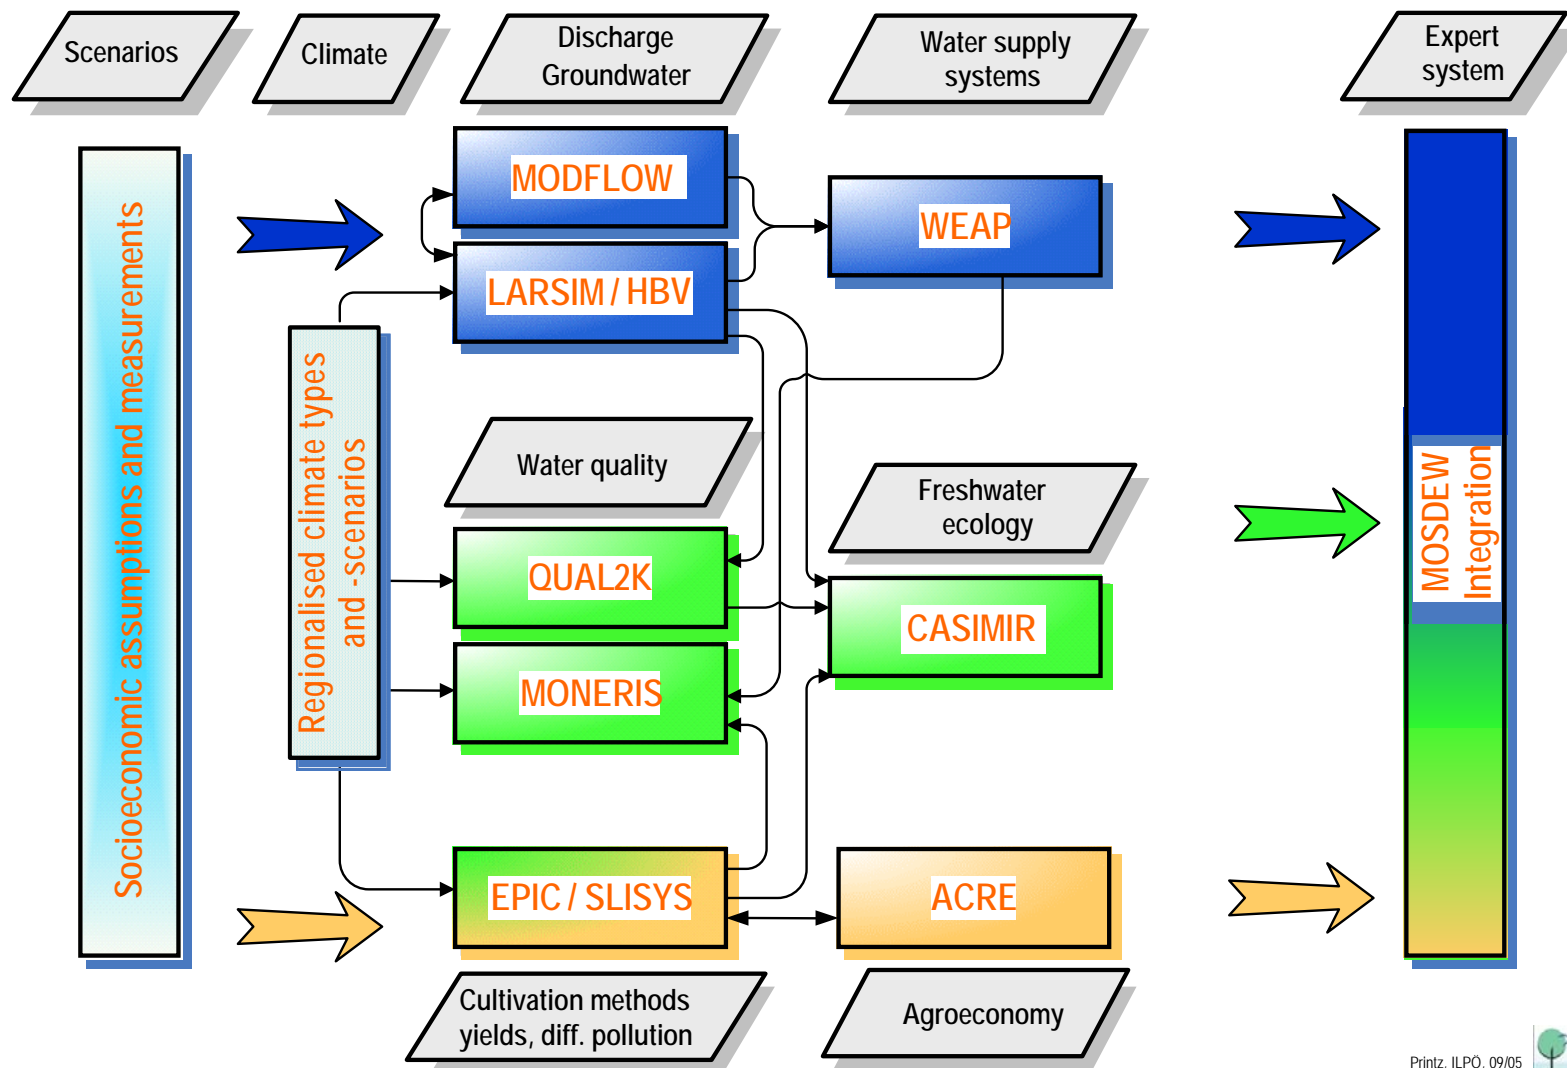 Scenarios
Climate
Discharge
Groundwater
Water supply
systems
Expert
system
Socioeconomic assumptions and measurements
MODFLOW
LARSIM / HBV
WEAP
Regionalised climate types
and -scenarios
Water quality
QUAL2K
MONERIS
Freshwater
ecology
CASIMIR
MOSDEW
Integration
EPIC / SLISYS
ACRE
Cultivation methods
yields, diff. pollution
Agroeconomy
Printz, ILPÖ, 09/05